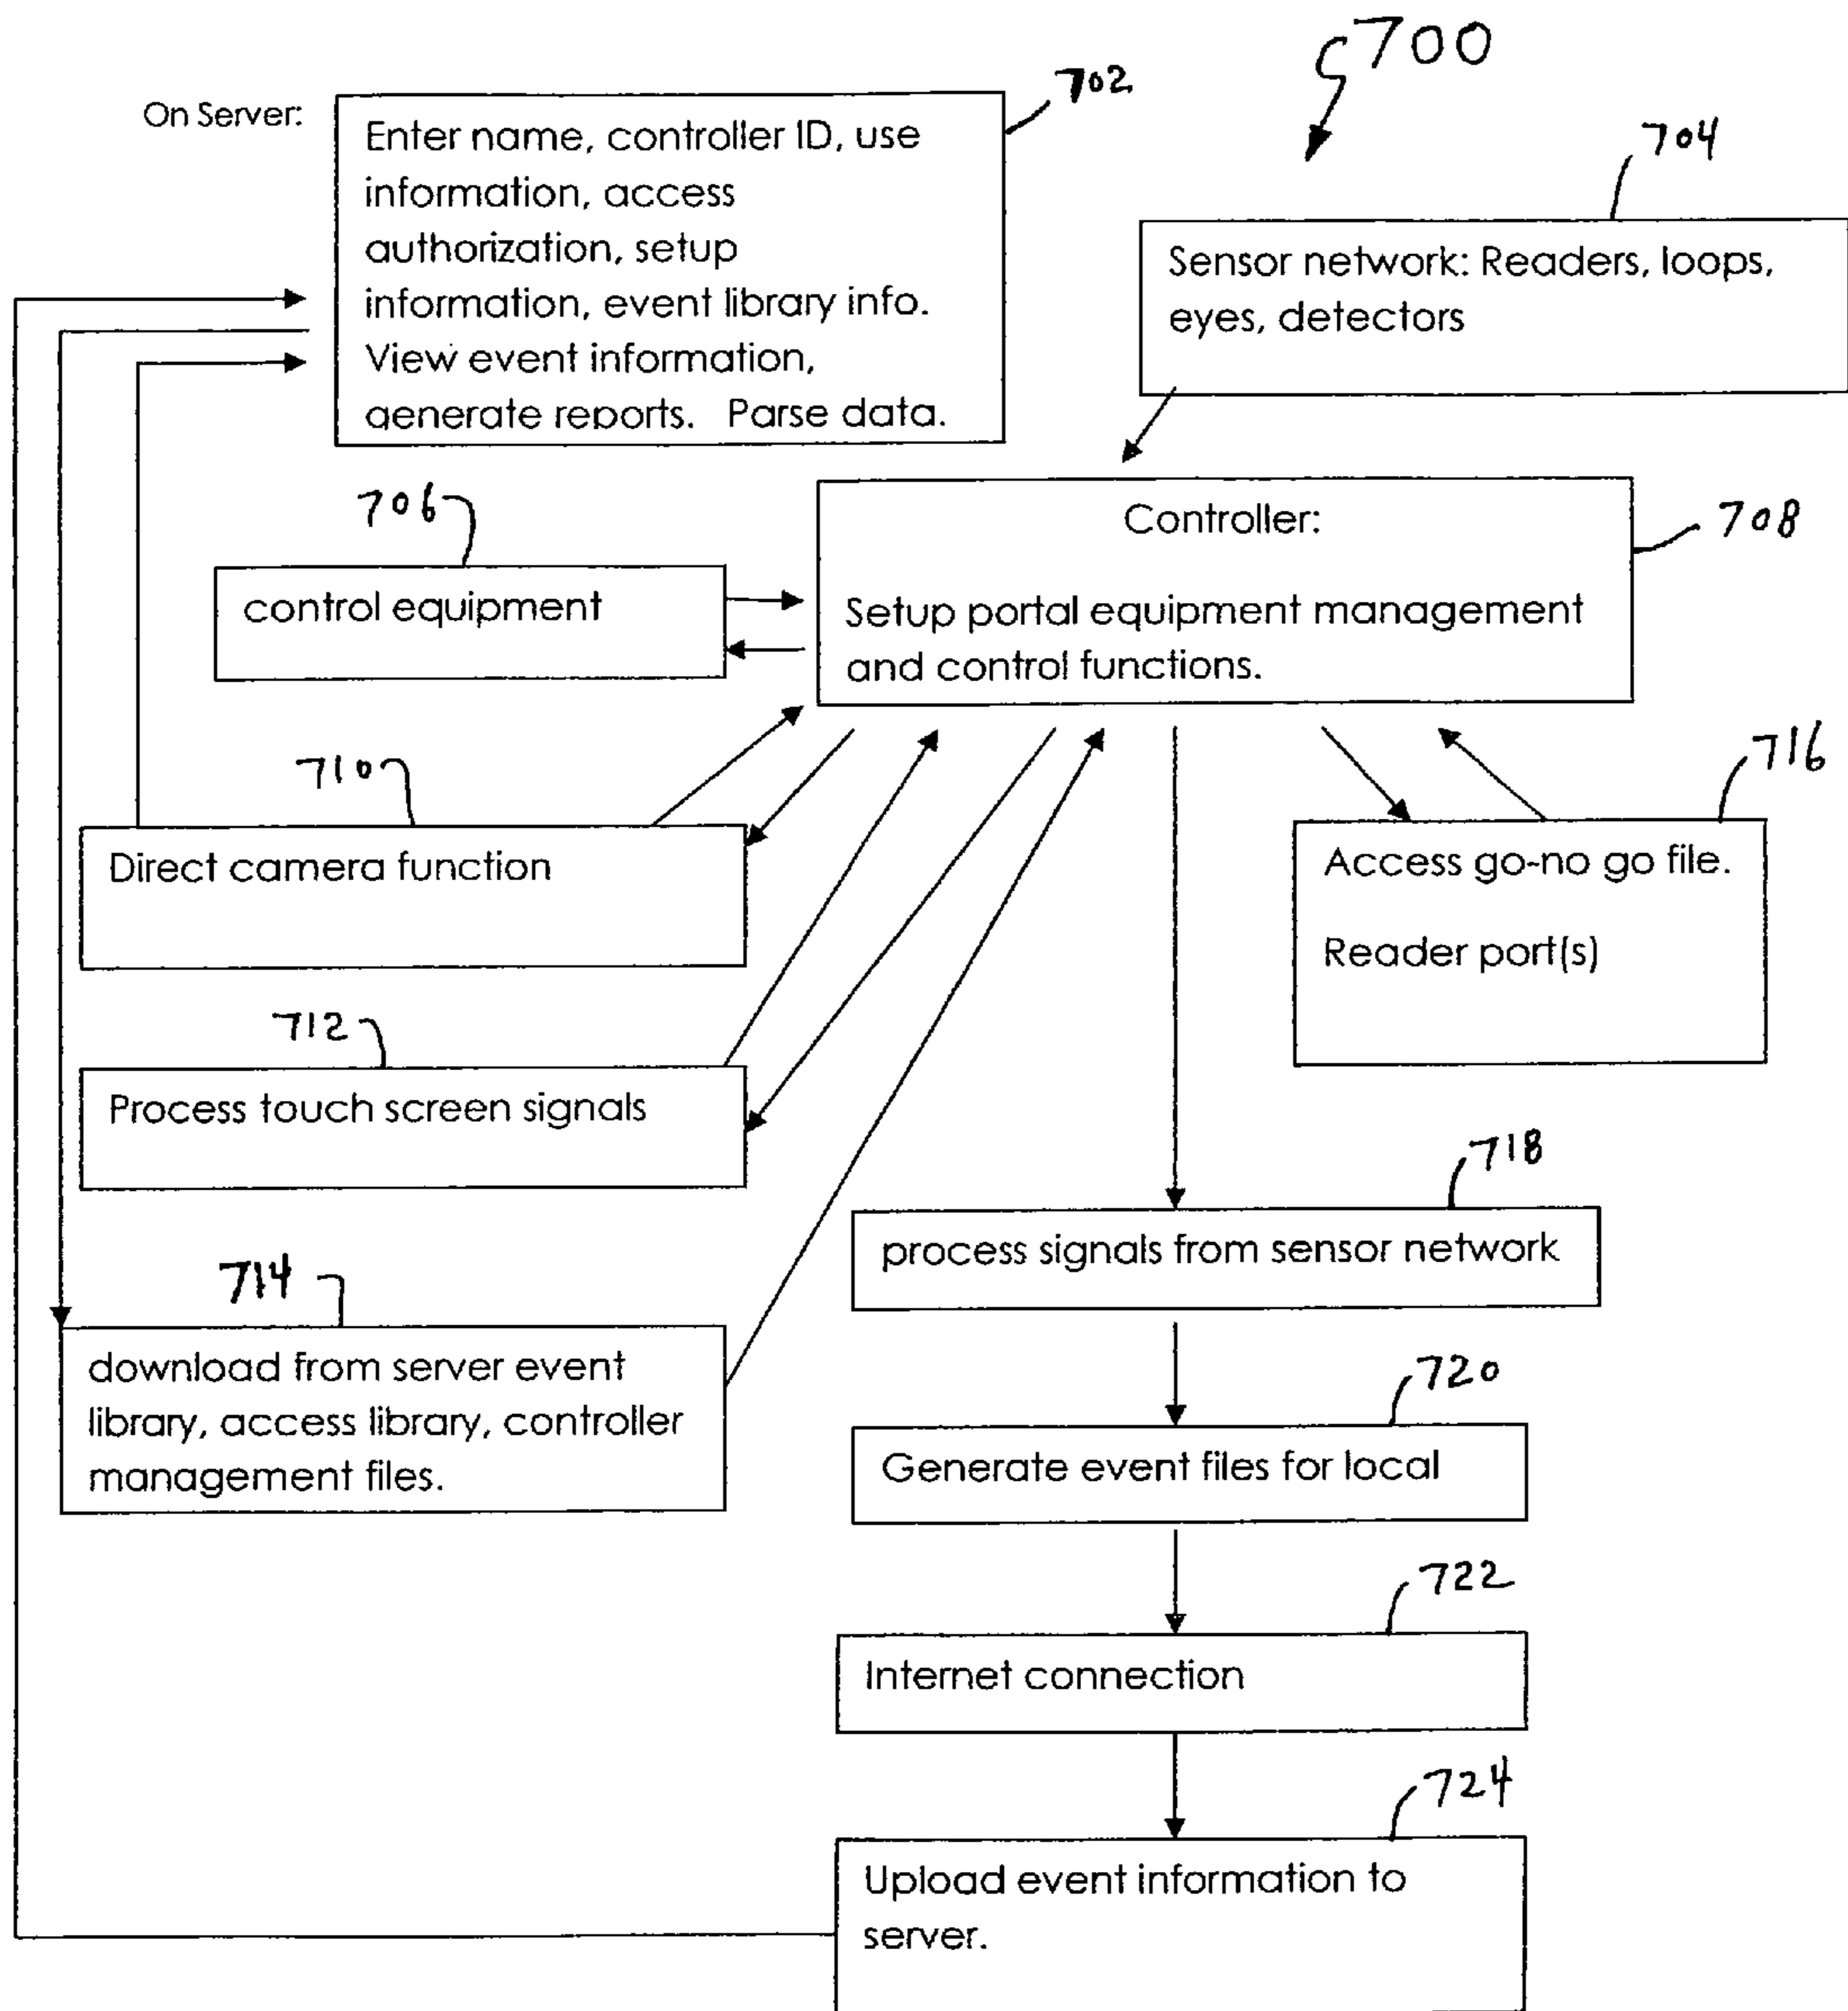 700
702
On Server:
Enter name, controller ID, use
information, access
authorization, setup
information, event library info.
View event information,
generate reports. Parse data.
704
Sensor network: Readers, loops,
eyes, detectors
706
control equipment
708
Controller:
Setup portal equipment management
and control functions.
710
Direct camera function
716
Access go-no go file.
Reader port(s)
712
Process touch screen signals
718
process signals from sensor network
714
download from server event
library, access library, controller
management files.
720
Generate event files for local
722
Internet connection
724
Upload event information to
server.